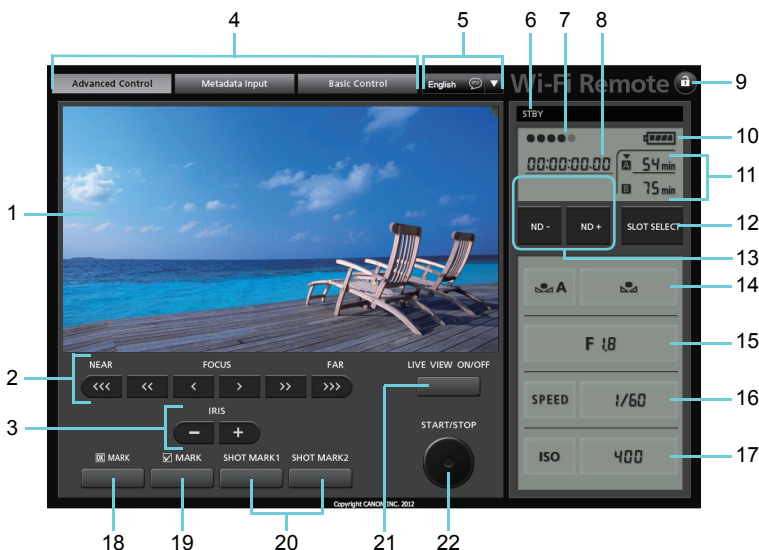 4 5 6 7 8
Advanced Control Metadata Input Basic Control English Wi-Fi Remote 9
STBY
10
00:00:00.00 A 54 min 11
B 75 min
1
ND - ND + SLOT SELECT 12
13
A 14
F 1.8 15
NEAR FOCUS FAR LIVE VIEW ON/OFF
2 <<< << < > >> >>>
SPEED 1/60 16
IRIS
3 − +
START/STOP
OK MARK MARK SHOT MARK1 SHOT MARK2
ISO 400 17
Copyright CANON INC. 2012
18 19 20 21 22